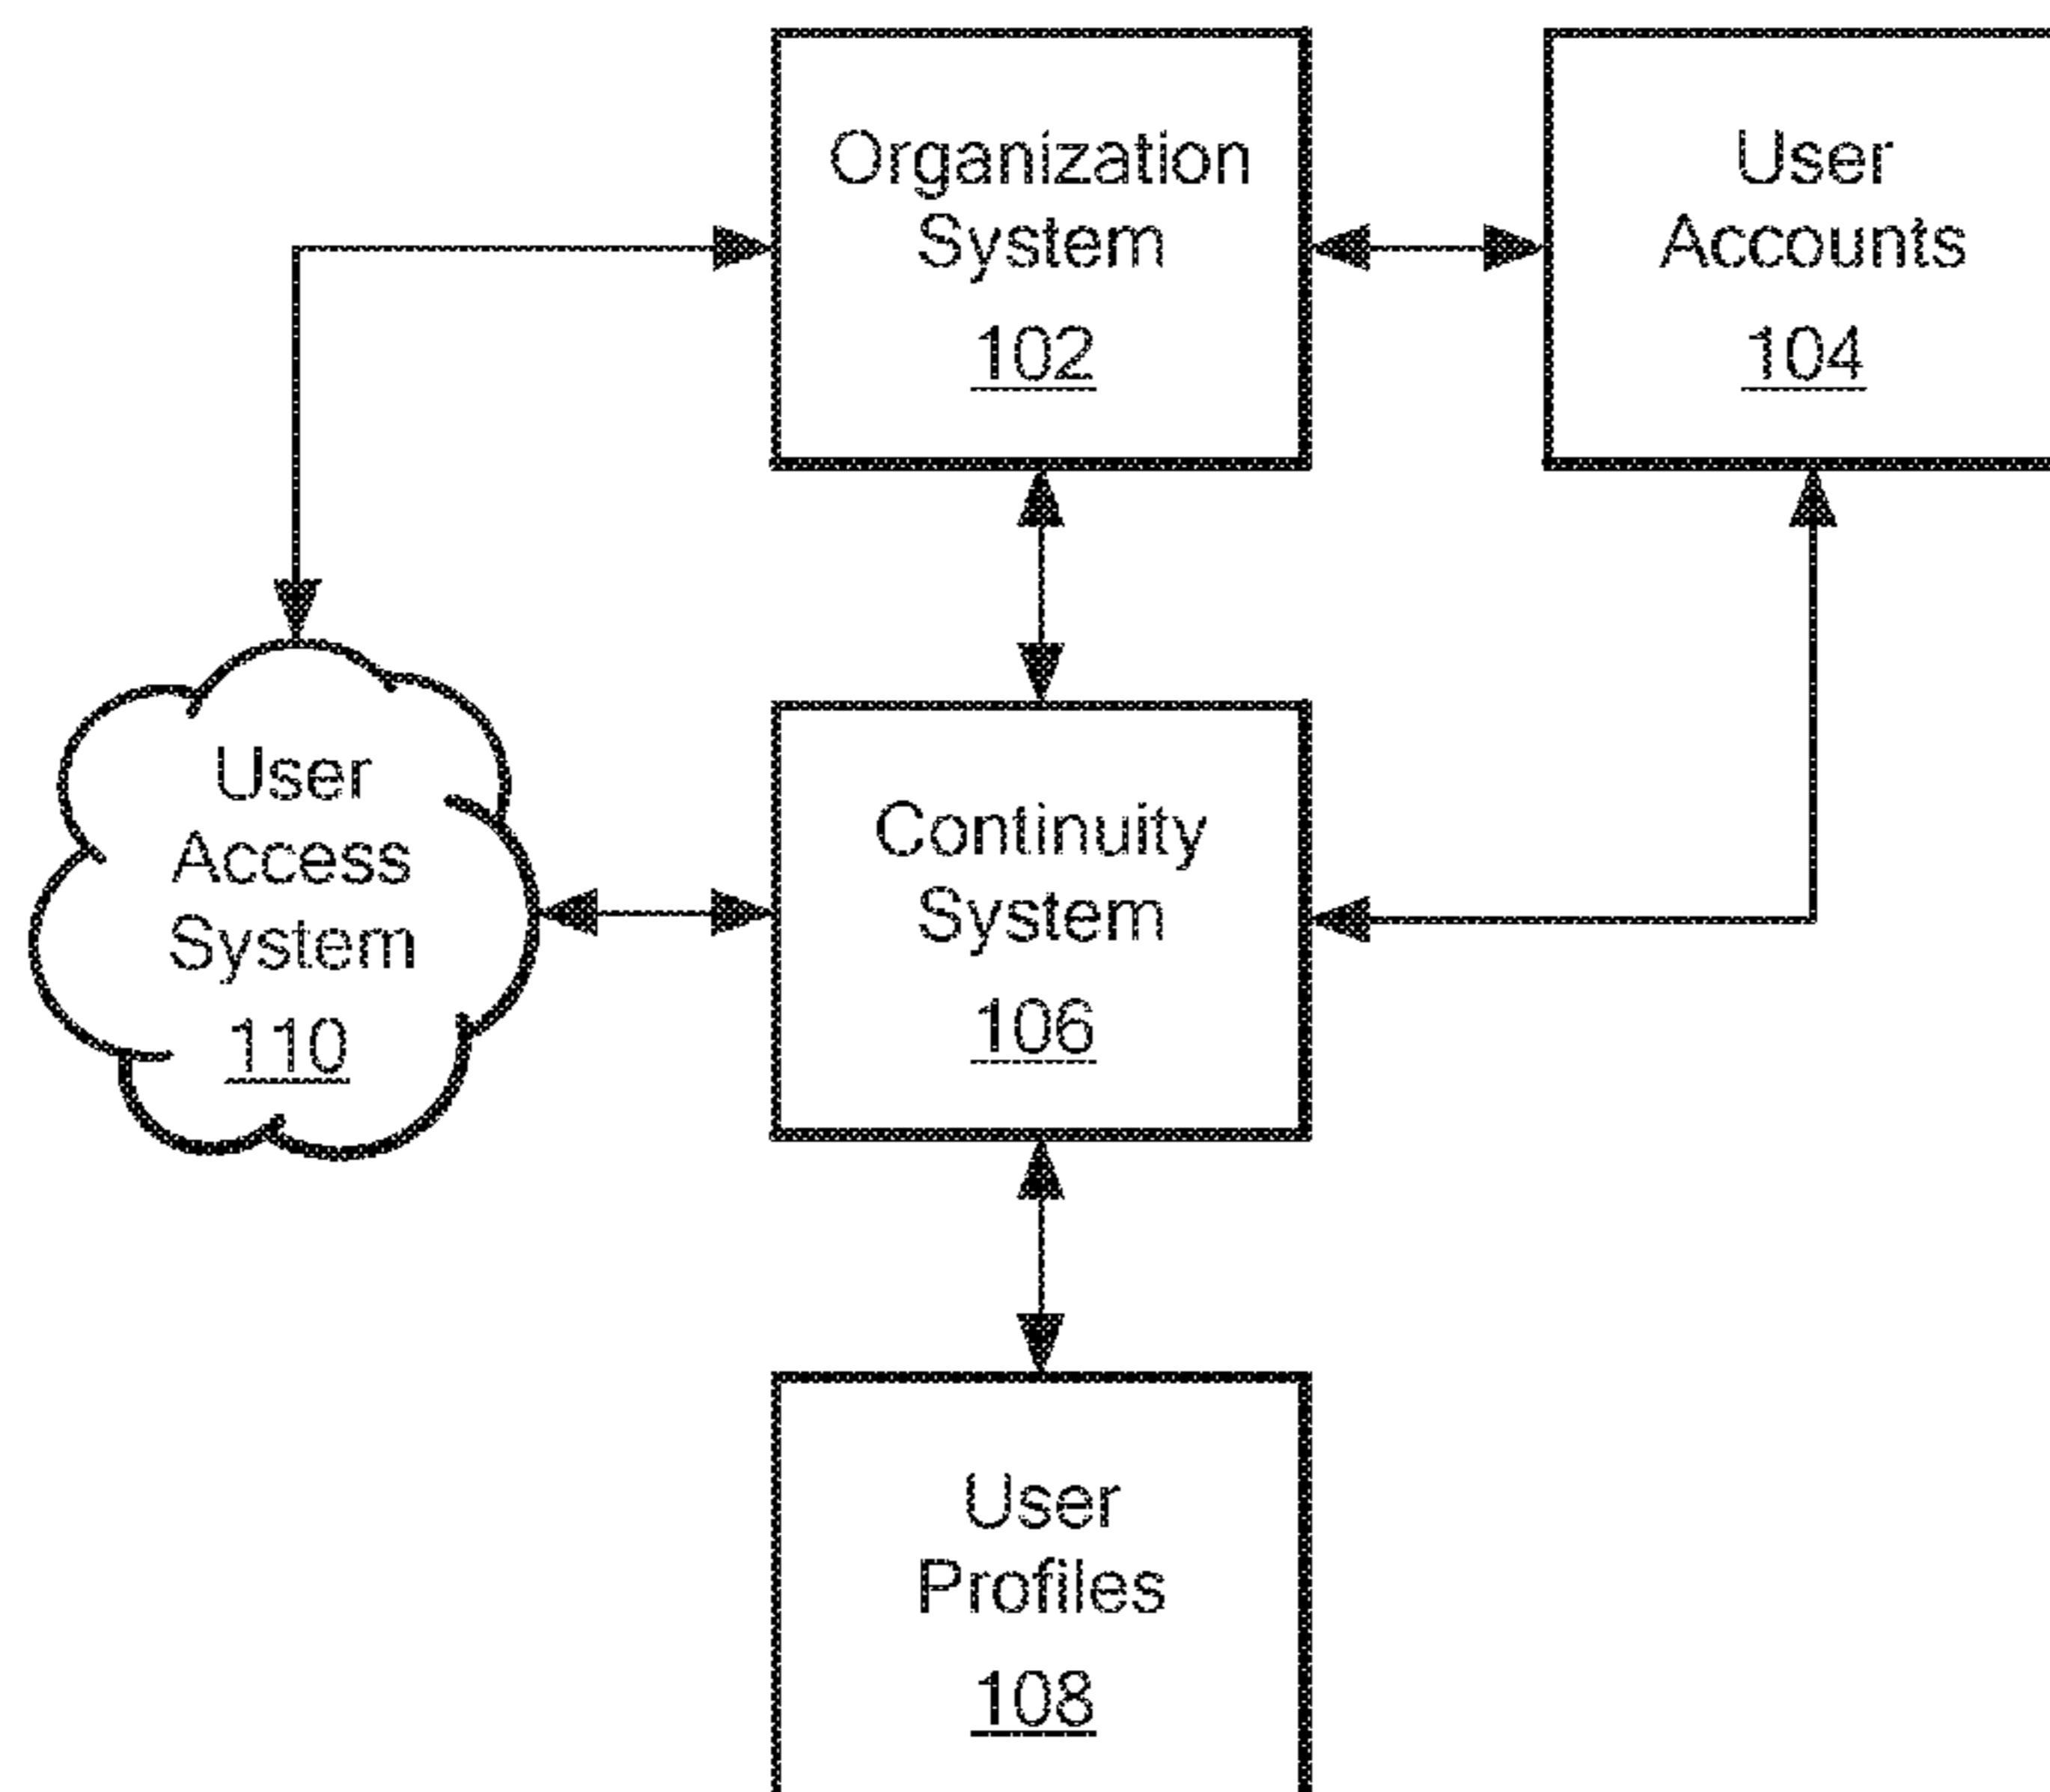 Organization
System
102
User
Accounts
104
User
Access
System
110
Continuity
System
106
User
Profiles
108